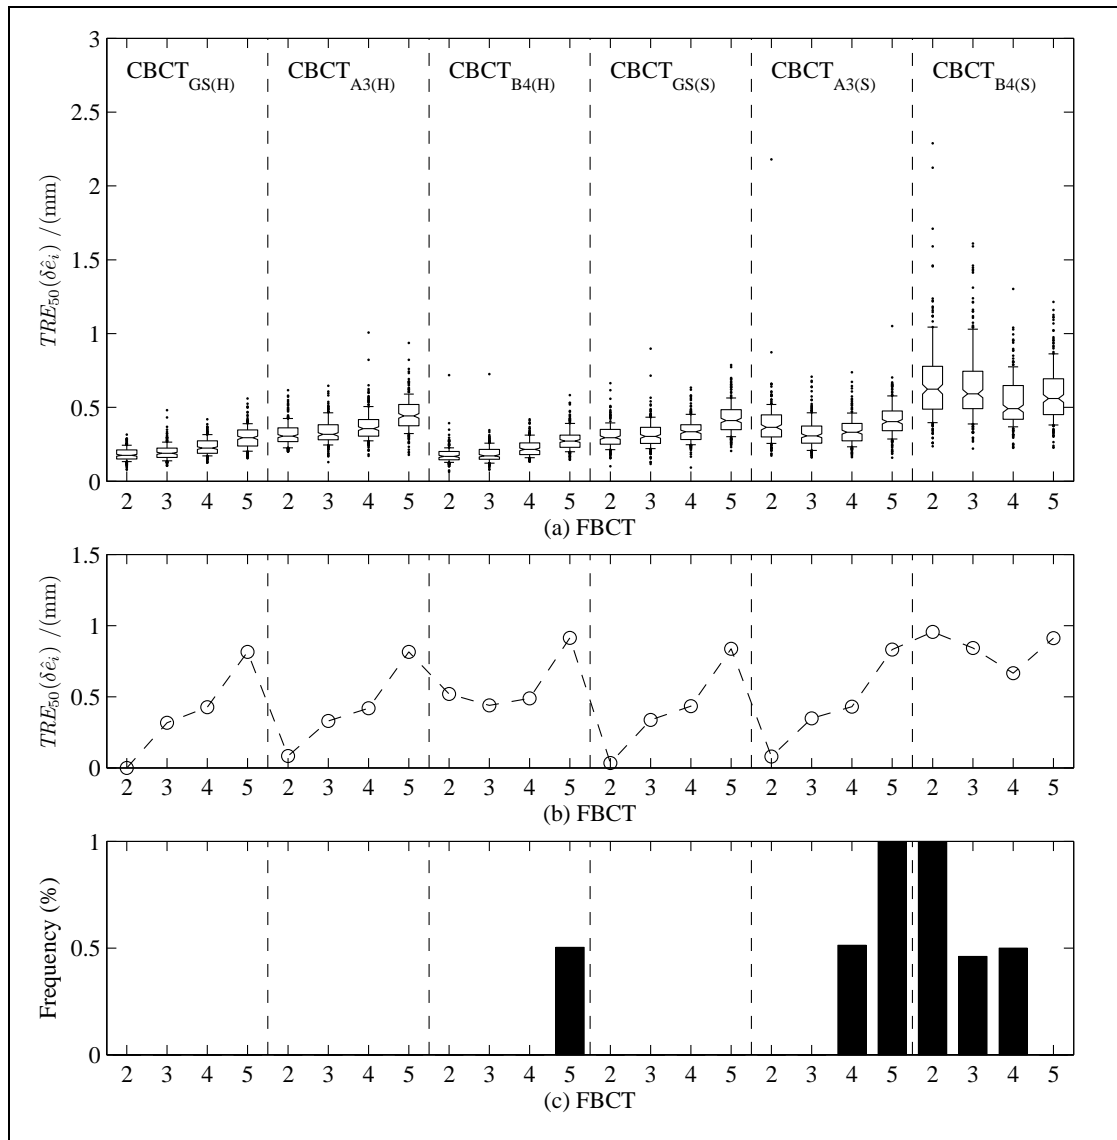 3
CBCT_GS(H) CBCT_A3(H) CBCT_B4(H) CBCT_GS(S) CBCT_A3(S) CBCT_B4(S)
2.5
2
1.5
1
0.5
0
TRE₅₀(δê_i) /(mm)
2 3 4 5 2 3 4 5 2 3 4 5 2 3 4 5 2 3 4 5 2 3 4 5
(a) FBCT
1.5
1
0.5
0
TRE₅₀(δê_i) /(mm)
2 3 4 5 2 3 4 5 2 3 4 5 2 3 4 5 2 3 4 5 2 3 4 5
(b) FBCT
1
0.5
0
Frequency (%)
2 3 4 5 2 3 4 5 2 3 4 5 2 3 4 5 2 3 4 5 2 3 4 5
(c) FBCT